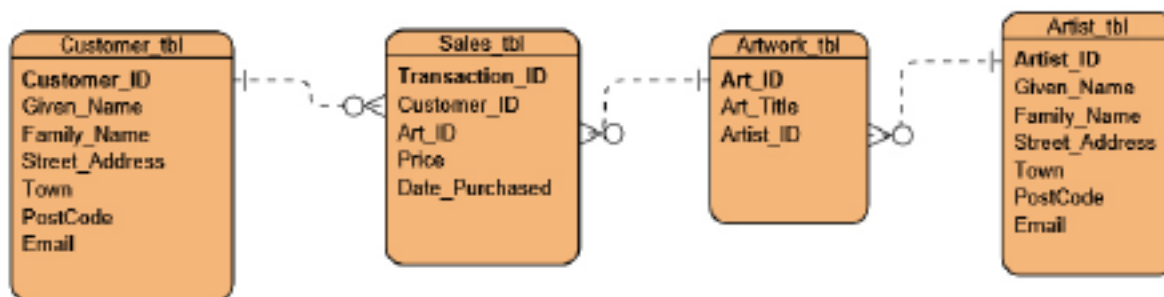 Customer_tbl
Customer_ID
Given_Name
Family_Name
Street_Address
Town
PostCode
Email
Sales_tbl
Transaction_ID
Customer_ID
Art_ID
Price
Date_Purchased
Artwork_tbl
Art_ID
Art_Title
Artist_ID
Artist_tbl
Artist_ID
Given_Name
Family_Name
Street_Address
Town
PostCode
Email